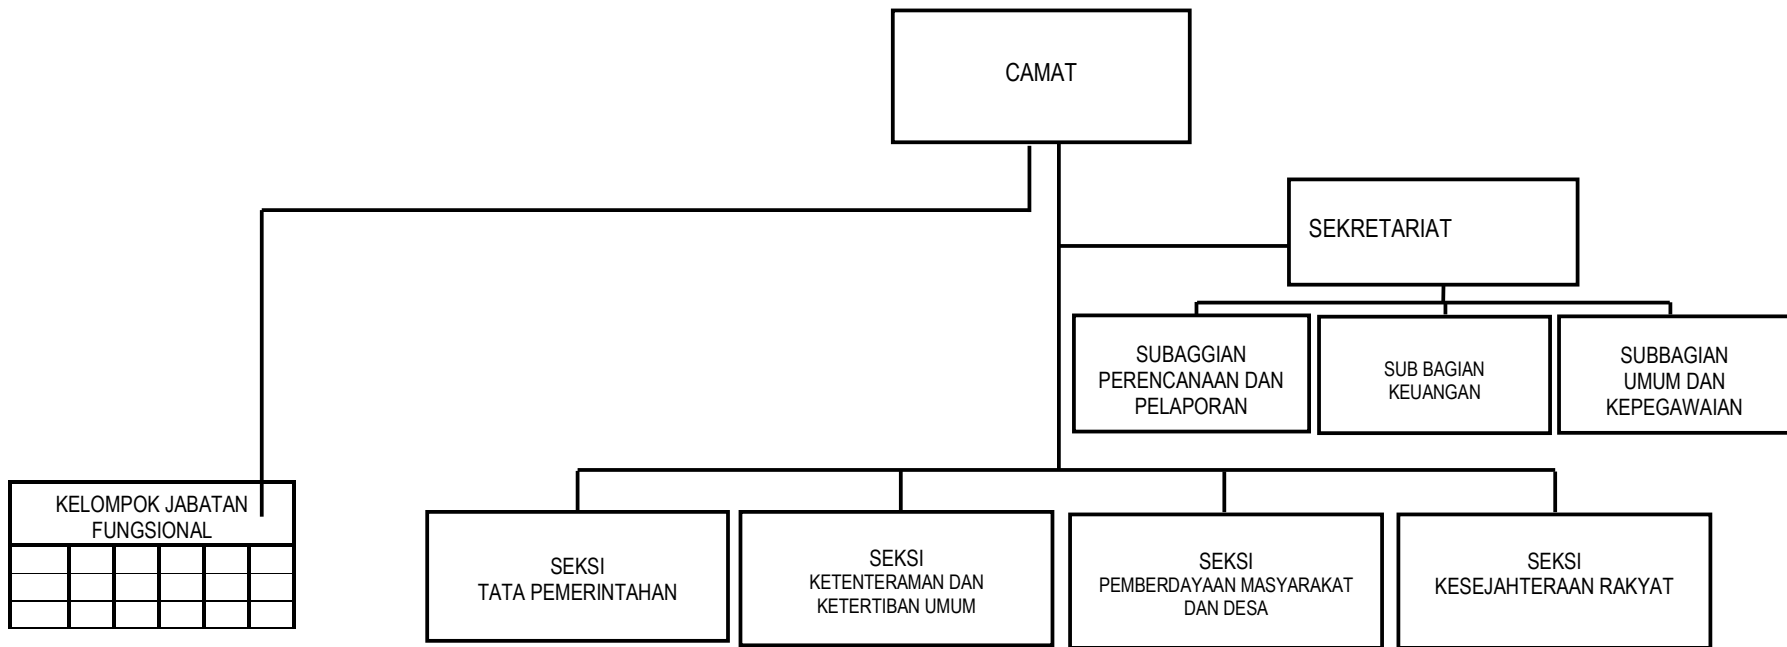 CAMAT
SEKRETARIAT
SUBAGGIAN
PERENCANAAN DAN
PELAPORAN
SUB BAGIAN
KEUANGAN
SUBBAGIAN
UMUM DAN
KEPEGAWAIAN
KELOMPOK JABATAN
FUNGSIONAL
SEKSI
TATA PEMERINTAHAN
SEKSI
KETENTERAMAN DAN
KETERTIBAN UMUM
SEKSI
PEMBERDAYAAN MASYARAKAT
DAN DESA
SEKSI
KESEJAHTERAAN RAKYAT